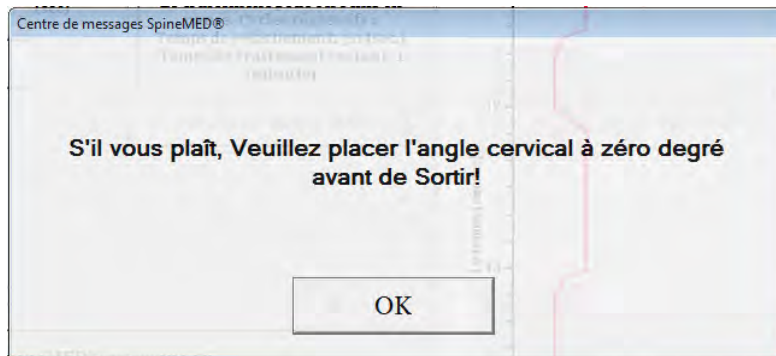 Centre de messages SpineMED®
S'il vous plaît, Veuillez placer l'angle cervical à zéro degré
avant de Sortir!
OK